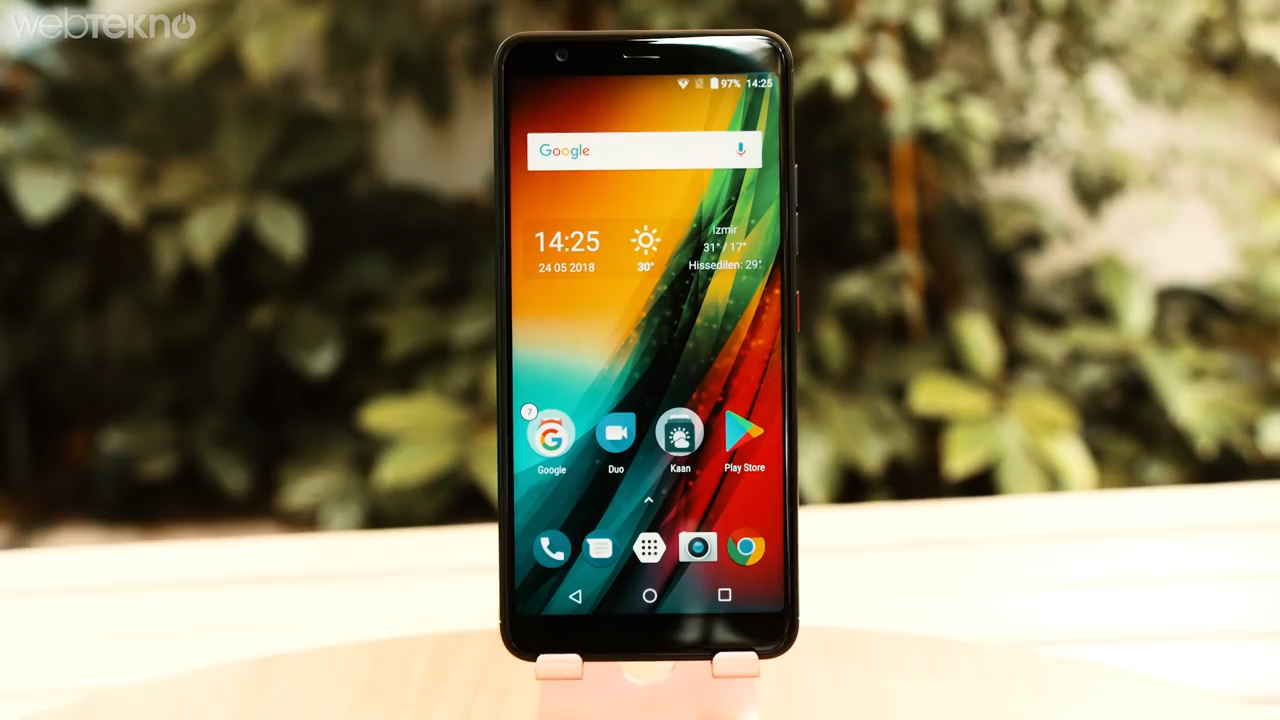 webtekno
97% 14:25
Google
14:25
24 05 2018
30°
Izmir
31° / 17°
Hissedilen: 29°
7
Google
Duo
Kaan
Play Store